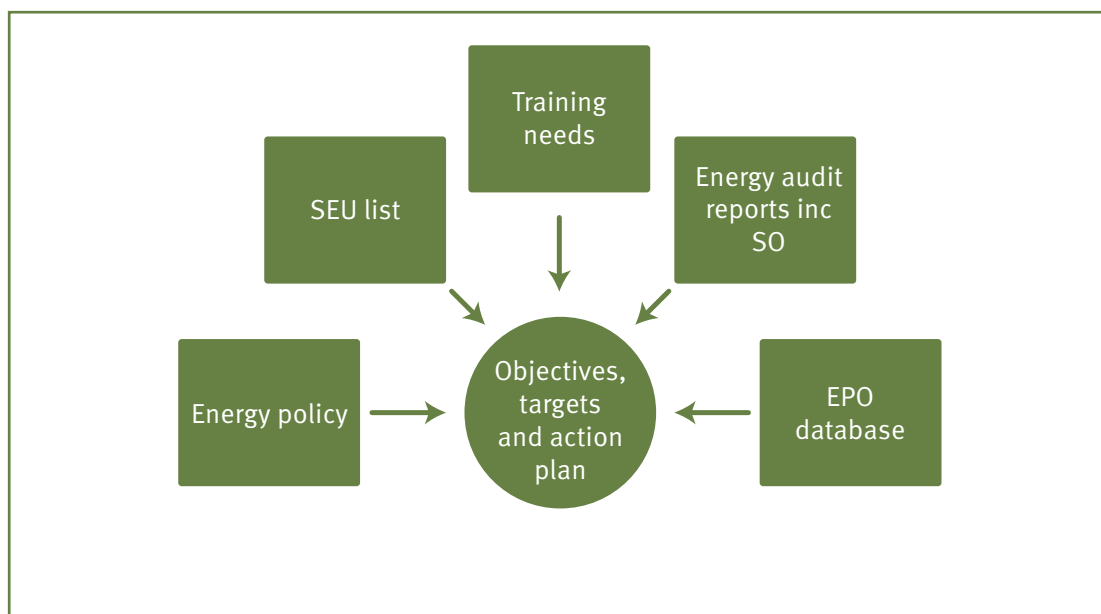 Training
needs
SEU list
Energy audit
reports inc
SO
Energy policy
Objectives,
targets
and action
plan
EPO
database